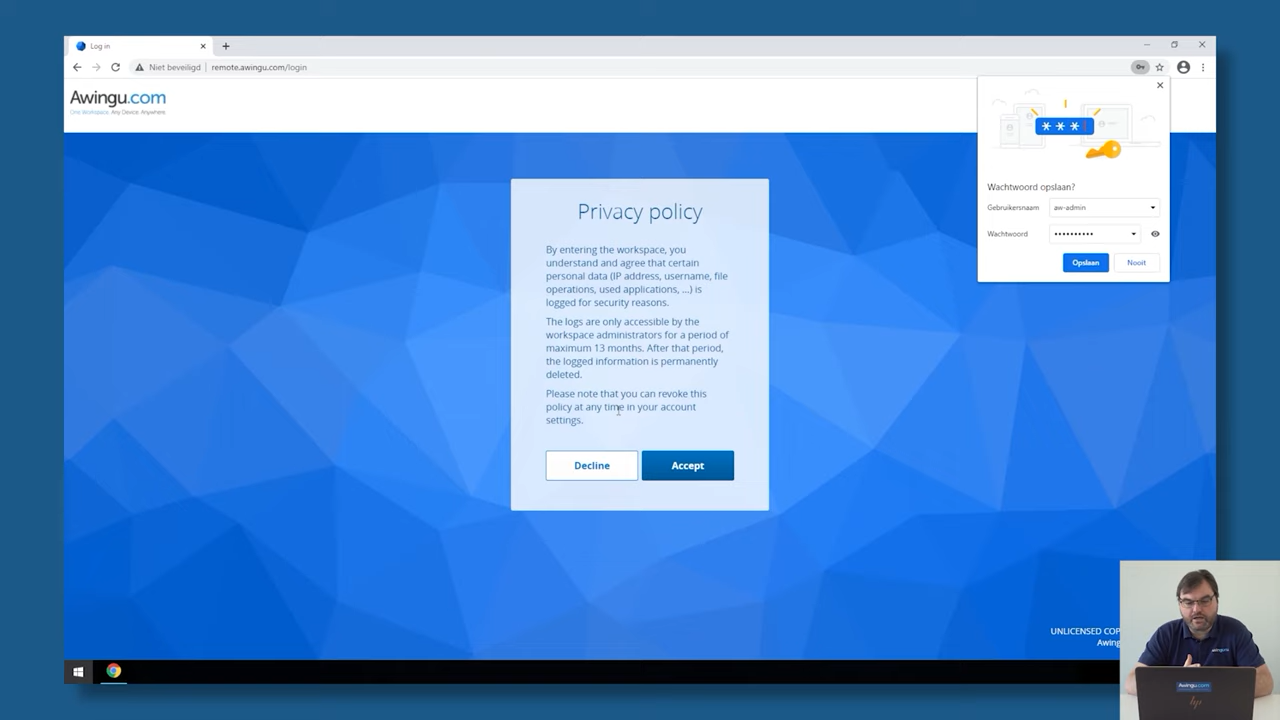 Log in
Niet beveiligd
remote.awingu.com/login
Awingu.com
One Workspace. Any Device. Anywhere
Privacy policy
By entering the workspace, you
understand and agree that certain
personal data (IP address, username, file
operations, used applications, ...) is
logged for security reasons.
The logs are only accessible by the
workspace administrators for a period of
maximum 13 months. After that period,
the logged information is permanently
deleted.
Please note that you can revoke this
policy at any time in your account
settings.
Decline
Accept
* * *
Wachtwoord opslaan?
Gebruikersnaam
aw-admin
Wachtwoord
••••••••••
Opslaan
Nooit
UNLICENSED COP
Awing
Awingu.com
hp